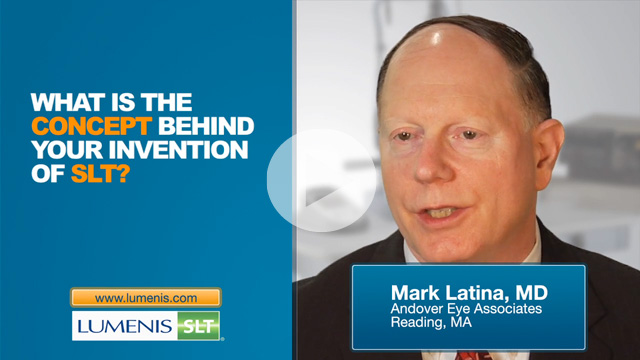 WHAT IS THE
CONCEPT BEHIND
YOUR INVENTION
OF SLT?
www.lumenis.com
LUMENIS SLT®
Mark Latina, MD
Andover Eye Associates
Reading, MA